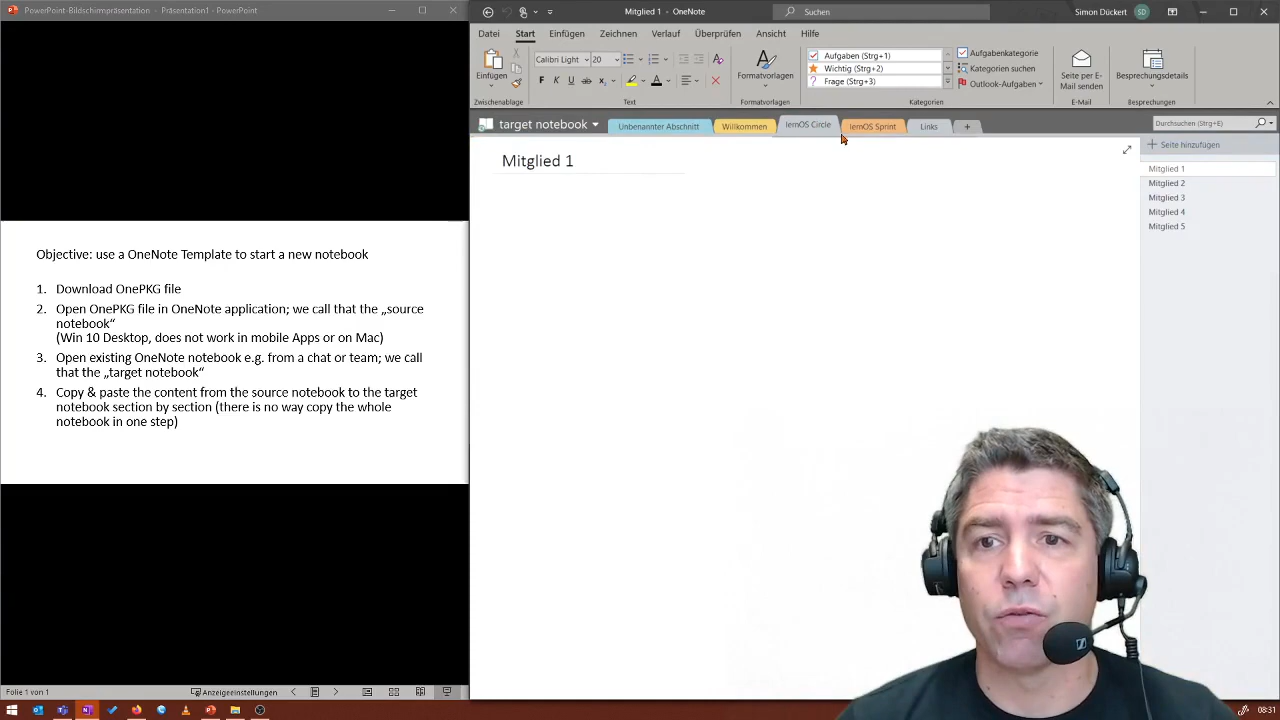 PowerPoint-Bildschirmpräsentation - Präsentation1 - PowerPoint
Objective: use a OneNote Template to start a new notebook
1. Download OnePKG file
2. Open OnePKG file in OneNote application; we call that the „source
notebook“
(Win 10 Desktop, does not work in mobile Apps or on Mac)
3. Open existing OneNote notebook e.g. from a chat or team; we call
that the „target notebook“
4. Copy & paste the content from the source notebook to the target
notebook section by section (there is no way copy the whole
notebook in one step)
Folie 1 von 1
Anzeigeeinstellungen
Mitglied 1 - OneNote
Suchen
Simon Dückert
SD
Datei Start Einfügen Zeichnen Verlauf Überprüfen Ansicht Hilfe
Einfügen
Zwischenablage
Calibri Light
20
F K U
Text
Formatvorlagen
Formatvorlagen
Aufgaben (Strg+1)
Wichtig (Strg+2)
Frage (Strg+3)
Aufgabenkategorie
Kategorien suchen
Outlook-Aufgaben
Kategorien
Seite per E-
Mail senden
E-Mail
Besprechungsdetails
Besprechungen
target notebook
Unbenannter Abschnitt
Willkommen
lernOS Circle
lernOS Sprint
Links
+
Durchsuchen (Strg+E)
Mitglied 1
Seite hinzufügen
Mitglied 1
Mitglied 2
Mitglied 3
Mitglied 4
Mitglied 5
08:31